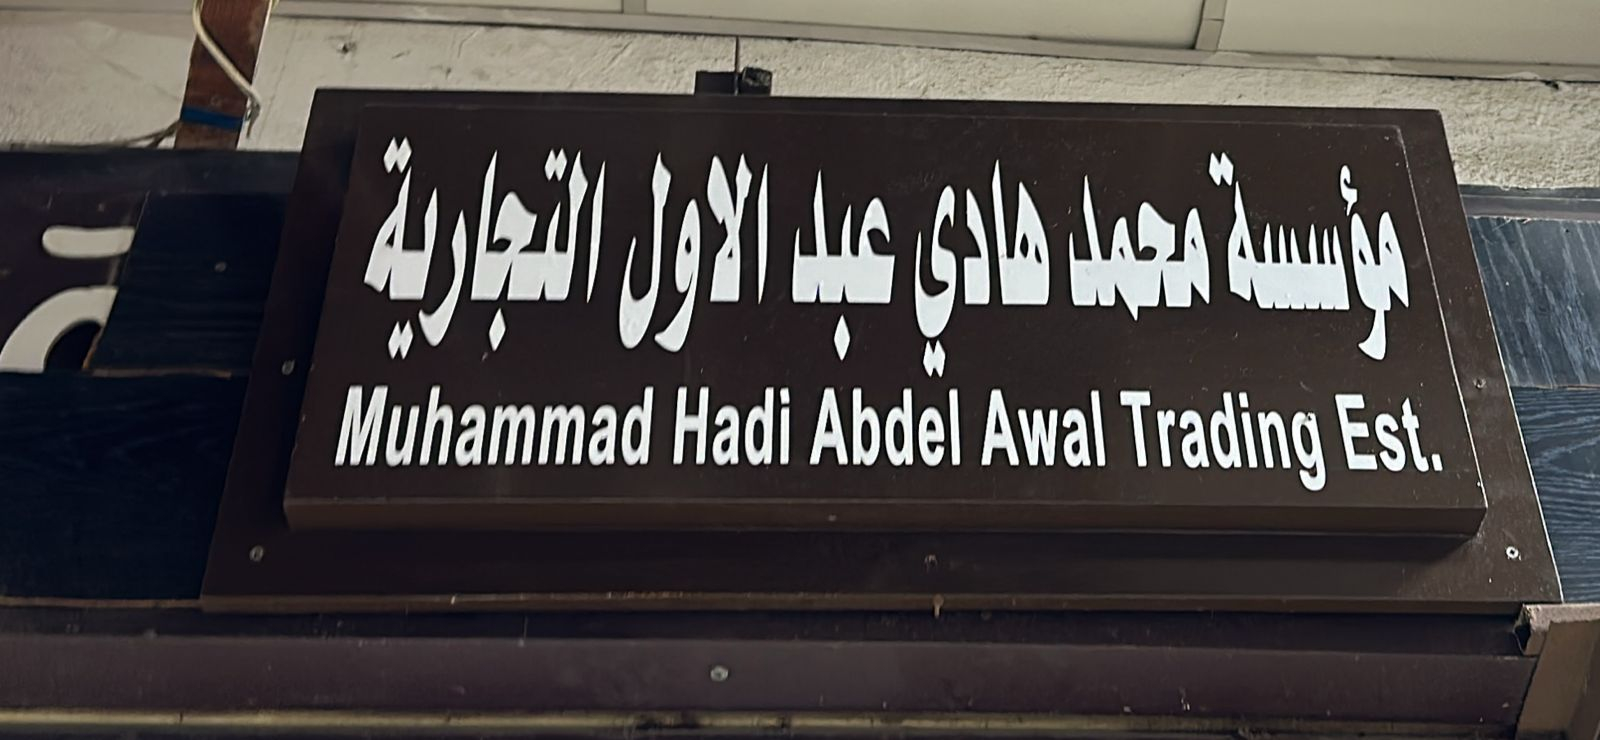 مؤسسة محمد هادي عبد الاول التجارية
Muhammad Hadi Abdel Awal Trading Est.